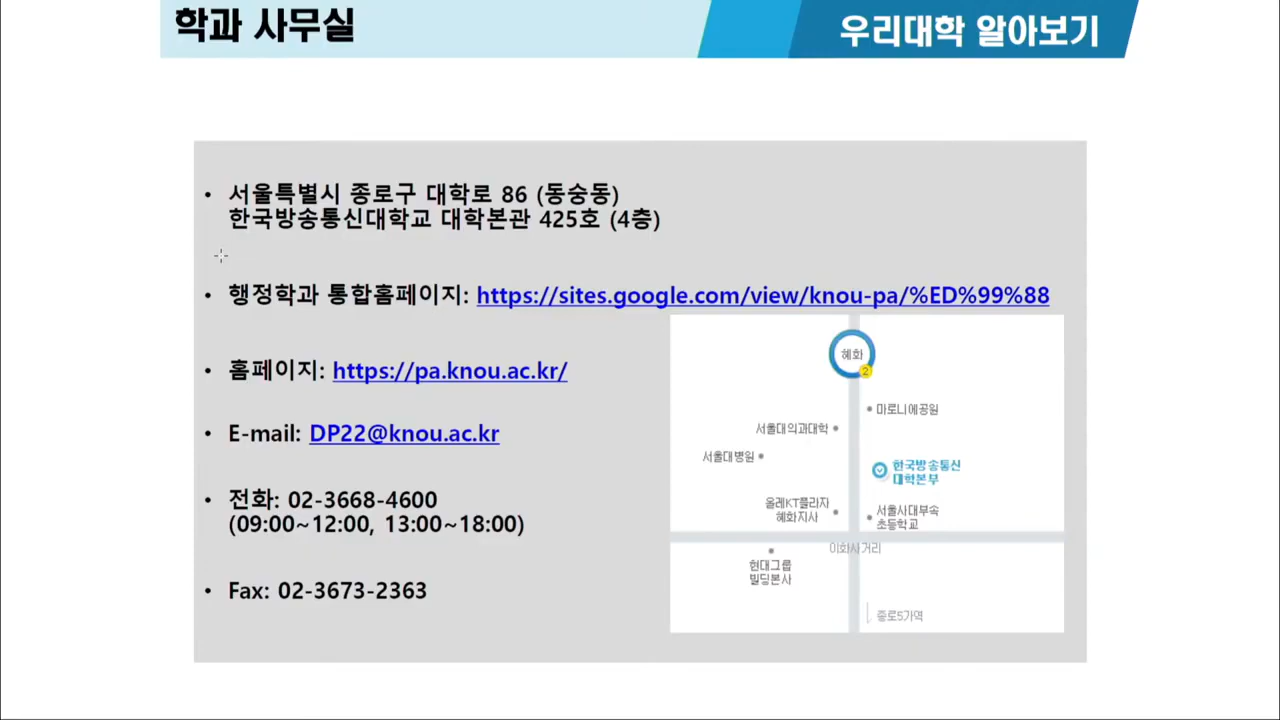 학과 사무실
우리대학 알아보기
• 서울특별시 종로구 대학로 86 (동숭동)
한국방송통신대학교 대학본관 425호 (4층)
• 행정학과 통합홈페이지: https://sites.google.com/view/knou-pa/%ED%99%88
• 홈페이지: https://pa.knou.ac.kr/
• E-mail: DP22@knou.ac.kr
• 전화: 02-3668-4600
(09:00~12:00, 13:00~18:00)
• Fax: 02-3673-2363
혜화
2
마로니에공원
서울대의과대학
서울대병원
한국방송통신
대학본부
올레KT플라자
혜화지사
서울사대부속
초등학교
이화사거리
현대그룹
빌딩본사
종로5가역